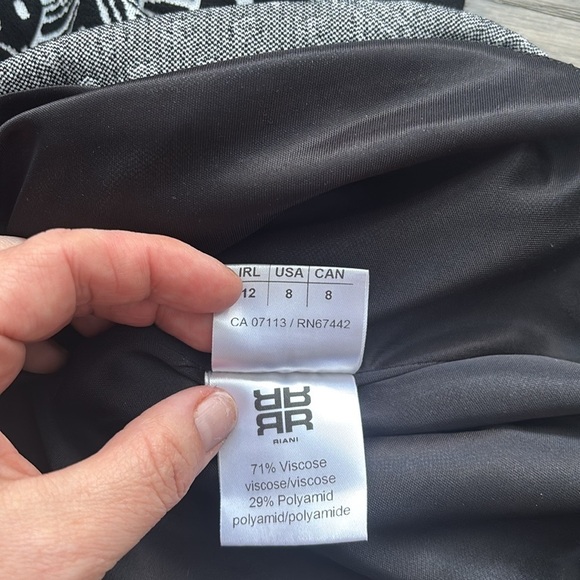 IRL USA CAN
12 8 8
CA 07113 / RN67442
RIANI
71% Viscose
viscose/viscose
29% Polyamid
polyamid/polyamide